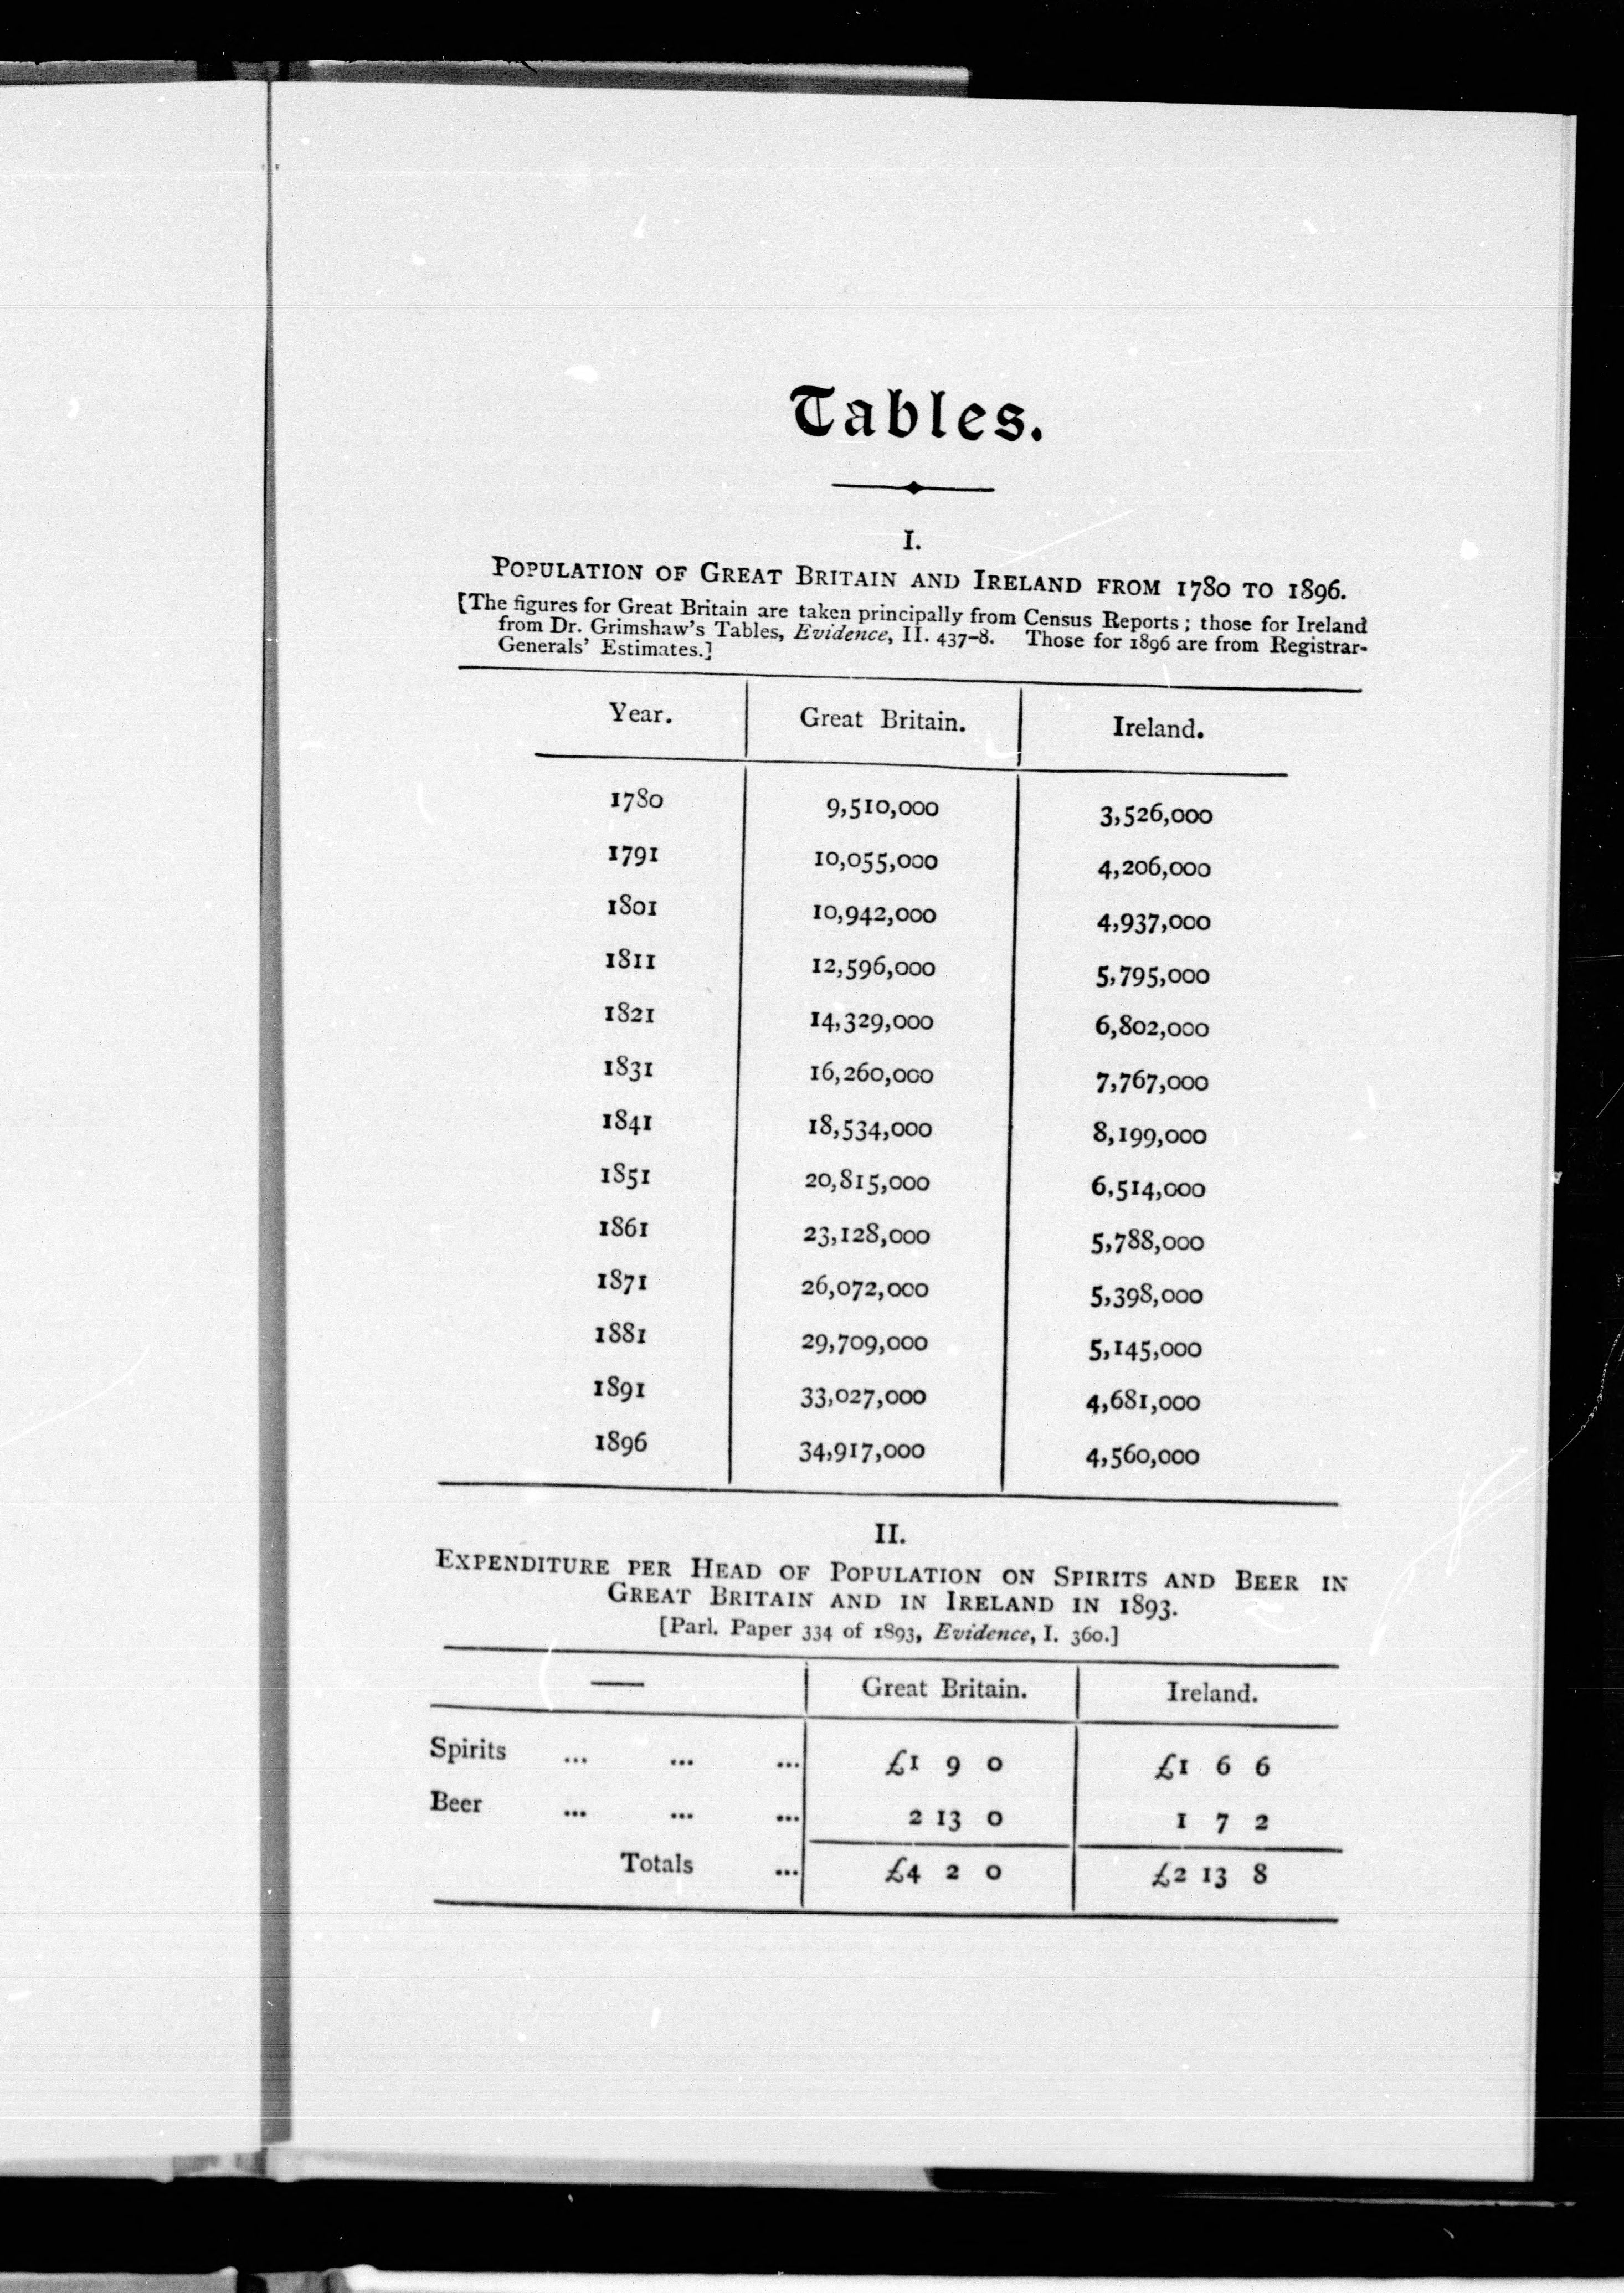 Tables.
I.
POPULATION OF GREAT BRITAIN AND IRELAND FROM 1780 TO 1896.
[The figures for Great Britain are taken principally from Census Reports; those for Ireland
from Dr. Grimshaw's Tables, Evidence, II. 437-8. Those for 1896 are from Registrar-
Generals' Estimates.]
Year. Great Britain. Ireland.
1780 9,510,000 3,526,000
1791 10,055,000 4,206,000
1801 10,942,000 4,937,000
1811 12,596,000 5,795,000
1821 14,329,000 6,802,000
1831 16,260,000 7,767,000
1841 18,534,000 8,199,000
1851 20,815,000 6,514,000
1861 23,128,000 5,788,000
1871 26,072,000 5,398,000
1881 29,709,000 5,145,000
1891 33,027,000 4,681,000
1896 34,917,000 4,560,000
II.
EXPENDITURE PER HEAD OF POPULATION ON SPIRITS AND BEER IN
GREAT BRITAIN AND IN IRELAND IN 1893.
[Parl. Paper 334 of 1893, Evidence, I. 360.]
— Great Britain. Ireland.
Spirits ... ... ... £1 9 0 £1 6 6
Beer ... ... ... 2 13 0 1 7 2
Totals ... £4 2 0 £2 13 8